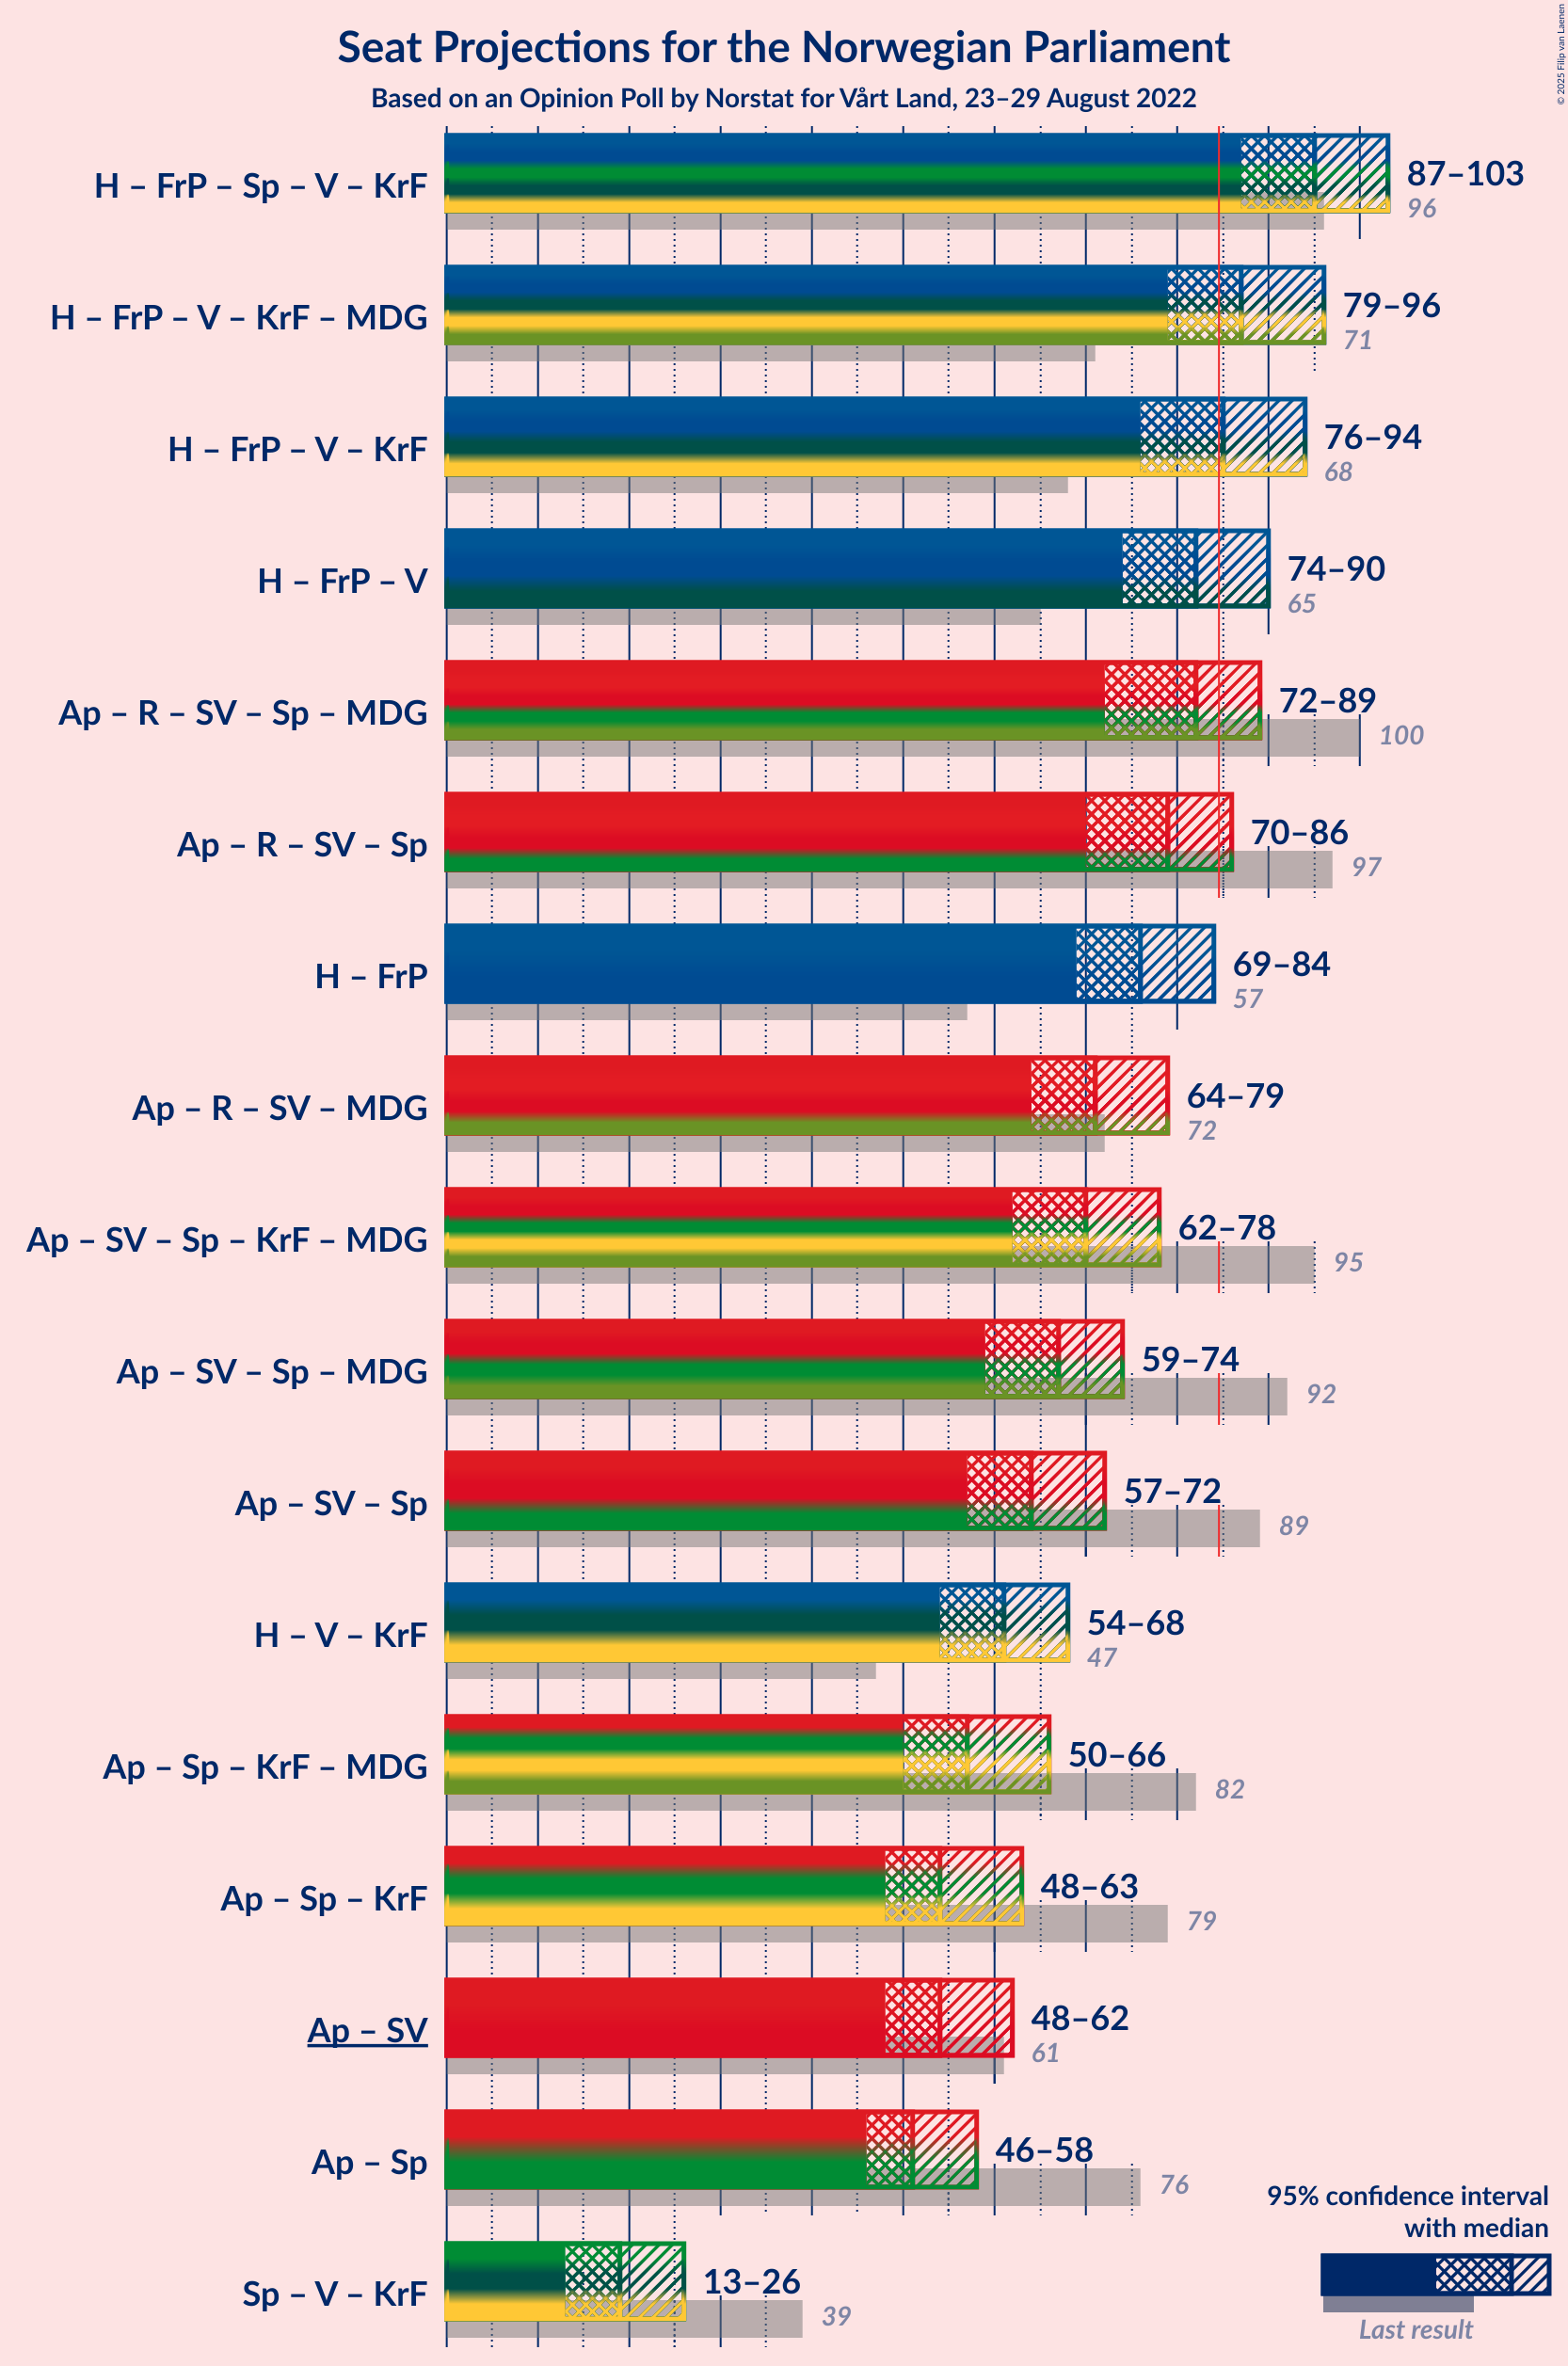 Seat Projections for the Norwegian Parliament
Based on an Opinion Poll by Norstat for Vårt Land, 23–29 August 2022
© 2025 Filip van Laenen
H – FrP – Sp – V – KrF
87–103
96
H – FrP – V – KrF – MDG
79–96
71
H – FrP – V – KrF
76–94
68
H – FrP – V
74–90
65
Ap – R – SV – Sp – MDG
72–89
100
Ap – R – SV – Sp
70–86
97
H – FrP
69–84
57
Ap – R – SV – MDG
64–79
72
Ap – SV – Sp – KrF – MDG
62–78
95
Ap – SV – Sp – MDG
59–74
92
Ap – SV – Sp
57–72
89
H – V – KrF
54–68
47
Ap – Sp – KrF – MDG
50–66
82
Ap – Sp – KrF
48–63
79
Ap – SV
48–62
61
Ap – Sp
46–58
76
Sp – V – KrF
13–26
39
95% confidence interval
with median
Last result